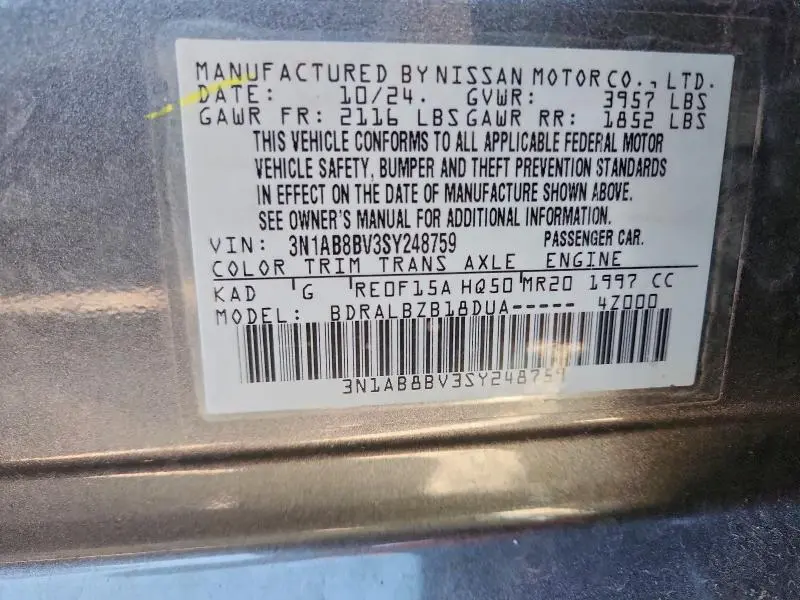 MANUFACTURED BY NISSAN MOTOR CO., LTD.
DATE: 10/24. GVWR: 3957 LBS
GAWR FR: 2116 LBS GAWR RR: 1852 LBS
THIS VEHICLE CONFORMS TO ALL APPLICABLE FEDERAL MOTOR
VEHICLE SAFETY, BUMPER AND THEFT PREVENTION STANDARDS
IN EFFECT ON THE DATE OF MANUFACTURE SHOWN ABOVE.
SEE OWNER'S MANUAL FOR ADDITIONAL INFORMATION.
VIN: 3N1AB8BV3SY248759 PASSENGER CAR.
COLOR TRIM TRANS AXLE ENGINE
KAD G RE0F15A HQ50 MR20 1997 CC
MODEL: BDRALBZB18DUA----- 4Z000
3N1AB8BV3SY248759